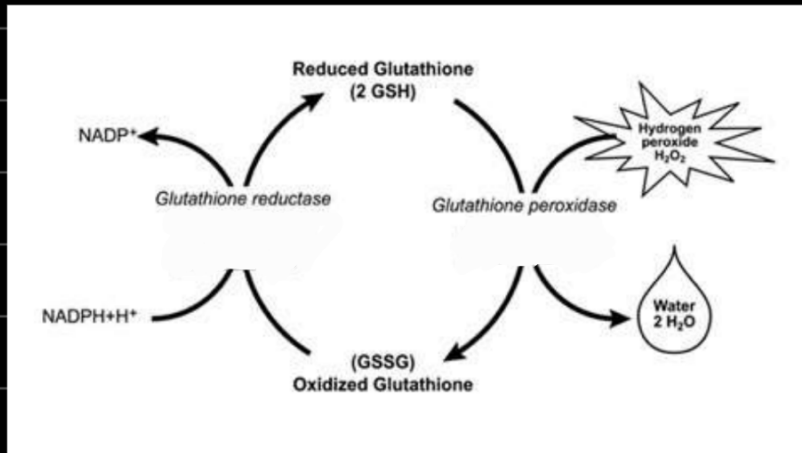 Reduced Glutathione
(2 GSH)
NADP⁺
Hydrogen
peroxide
H₂O₂
Glutathione reductase
Glutathione peroxidase
NADPH+H⁺
Water
2 H₂O
(GSSG)
Oxidized Glutathione